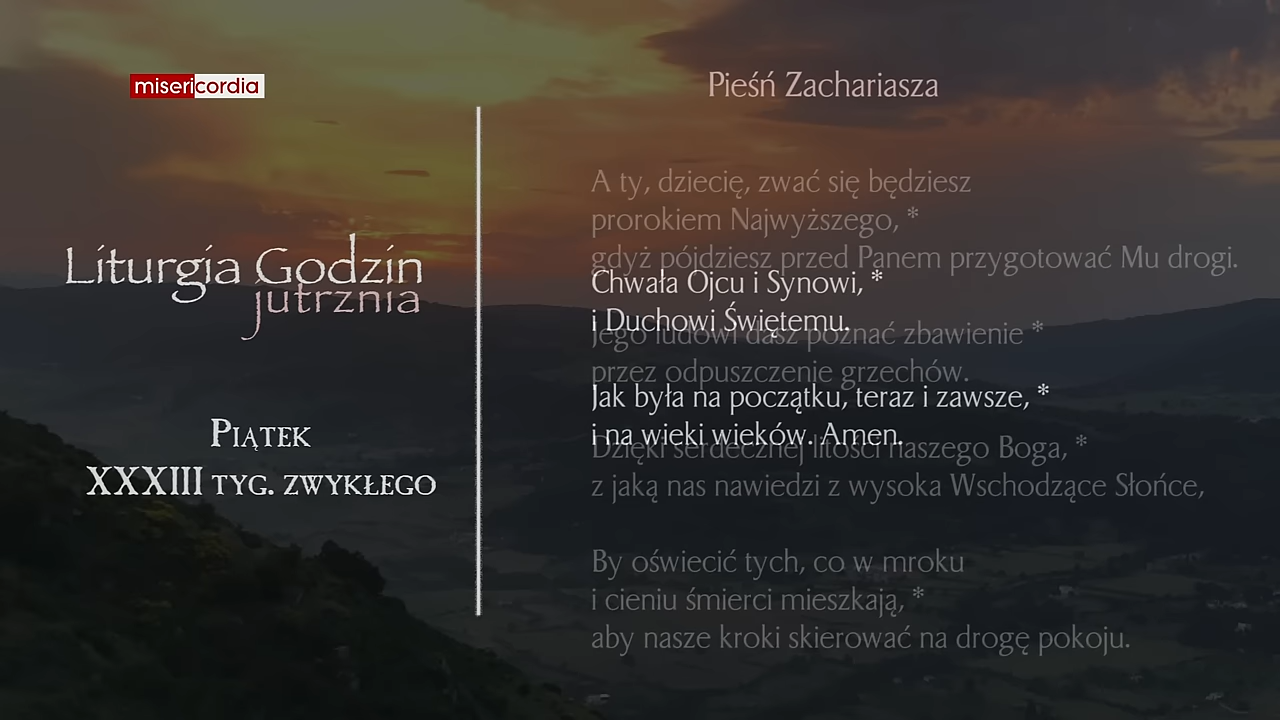 misericordia
Liturgia Godzin
jutrznia
Piątek
XXXIII tyg. zwykłego
Pieśń Zachariasza
A ty, dziecię, zwać się będziesz
prorokiem Najwyższego, *
gdyż pójdziesz przed Panem przygotować Mu drogi.
Chwała Ojcu i Synowi, *
i Duchowi Świętemu.
Jego ludowi dasz poznać zbawienie *
przez odpuszczenie grzechów.
Jak była na początku, teraz i zawsze, *
i na wieki wieków. Amen.
Dzięki serdecznej litości naszego Boga, *
z jaką nas nawiedzi z wysoka Wschodzące Słońce,
By oświecić tych, co w mroku
i cieniu śmierci mieszkają, *
aby nasze kroki skierować na drogę pokoju.